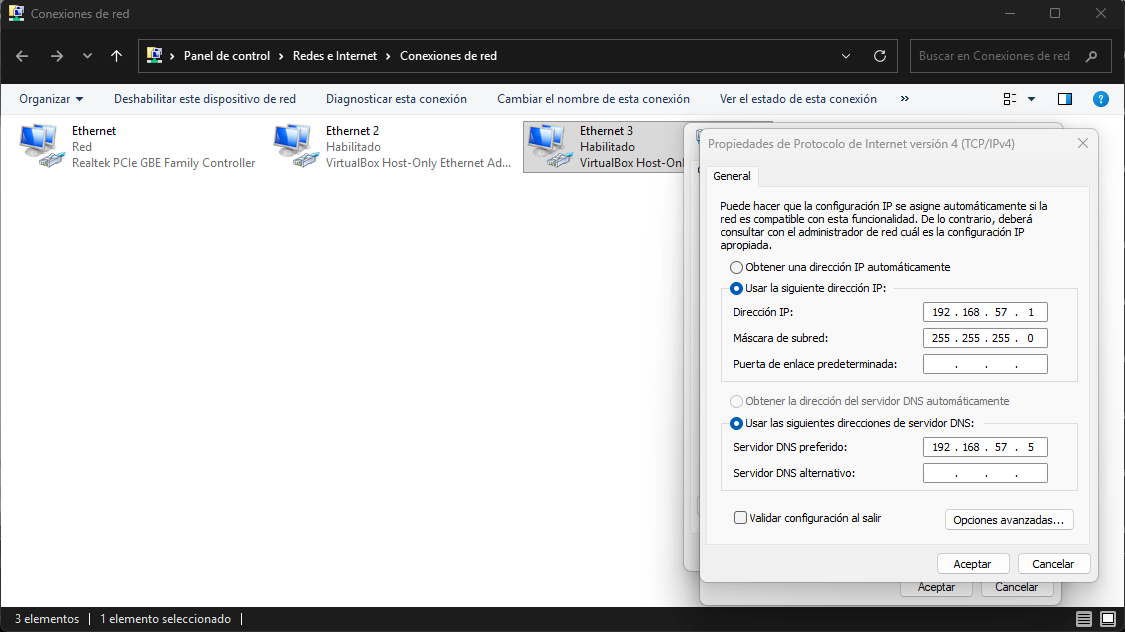 Conexiones de red
Panel de control > Redes e Internet > Conexiones de red
Buscar en Conexiones de red
Organizar
Deshabilitar este dispositivo de red
Diagnosticar esta conexión
Cambiar el nombre de esta conexión
Ver el estado de esta conexión
»
?
Ethernet
Red
Realtek PCIe GBE Family Controller
Ethernet 2
Habilitado
VirtualBox Host-Only Ethernet Ad...
Ethernet 3
Habilitado
VirtualBox Host-Onl
Propiedades de Protocolo de Internet versión 4 (TCP/IPv4)
General
Puede hacer que la configuración IP se asigne automáticamente si la
red es compatible con esta funcionalidad. De lo contrario, deberá
consultar con el administrador de red cuál es la configuración IP
apropiada.
Obtener una dirección IP automáticamente
Usar la siguiente dirección IP:
Dirección IP: 192 . 168 . 57 . 1
Máscara de subred: 255 . 255 . 255 . 0
Puerta de enlace predeterminada: . . .
Obtener la dirección del servidor DNS automáticamente
Usar las siguientes direcciones de servidor DNS:
Servidor DNS preferido: 192 . 168 . 57 . 5
Servidor DNS alternativo: . . .
Validar configuración al salir
Opciones avanzadas...
Aceptar Cancelar
Aceptar Cancelar
3 elementos | 1 elemento seleccionado |